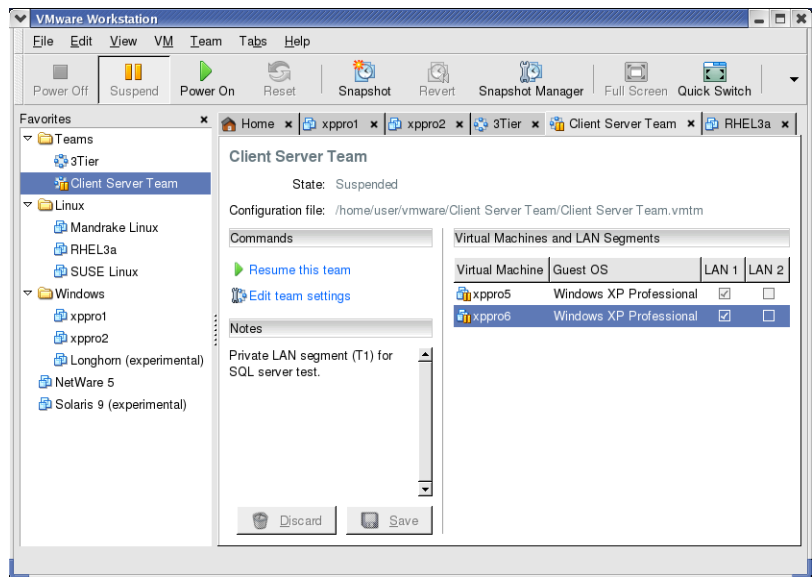 VMware Workstation
File Edit View VM Team Tabs Help
Power Off Suspend Power On Reset Snapshot Revert Snapshot Manager Full Screen Quick Switch
Favorites
Teams
3Tier
Client Server Team
Linux
Mandrake Linux
RHEL3a
SUSE Linux
Windows
xppro1
xppro2
Longhorn (experimental)
NetWare 5
Solaris 9 (experimental)
Home xppro1 xppro2 3Tier Client Server Team RHEL3a
Client Server Team
State: Suspended
Configuration file: /home/user/vmware/Client Server Team/Client Server Team.vmtm
Commands
Resume this team
Edit team settings
Notes
Private LAN segment (T1) for
SQL server test.
Discard Save
Virtual Machines and LAN Segments
Virtual Machine Guest OS LAN 1 LAN 2
xppro5 Windows XP Professional
xppro6 Windows XP Professional